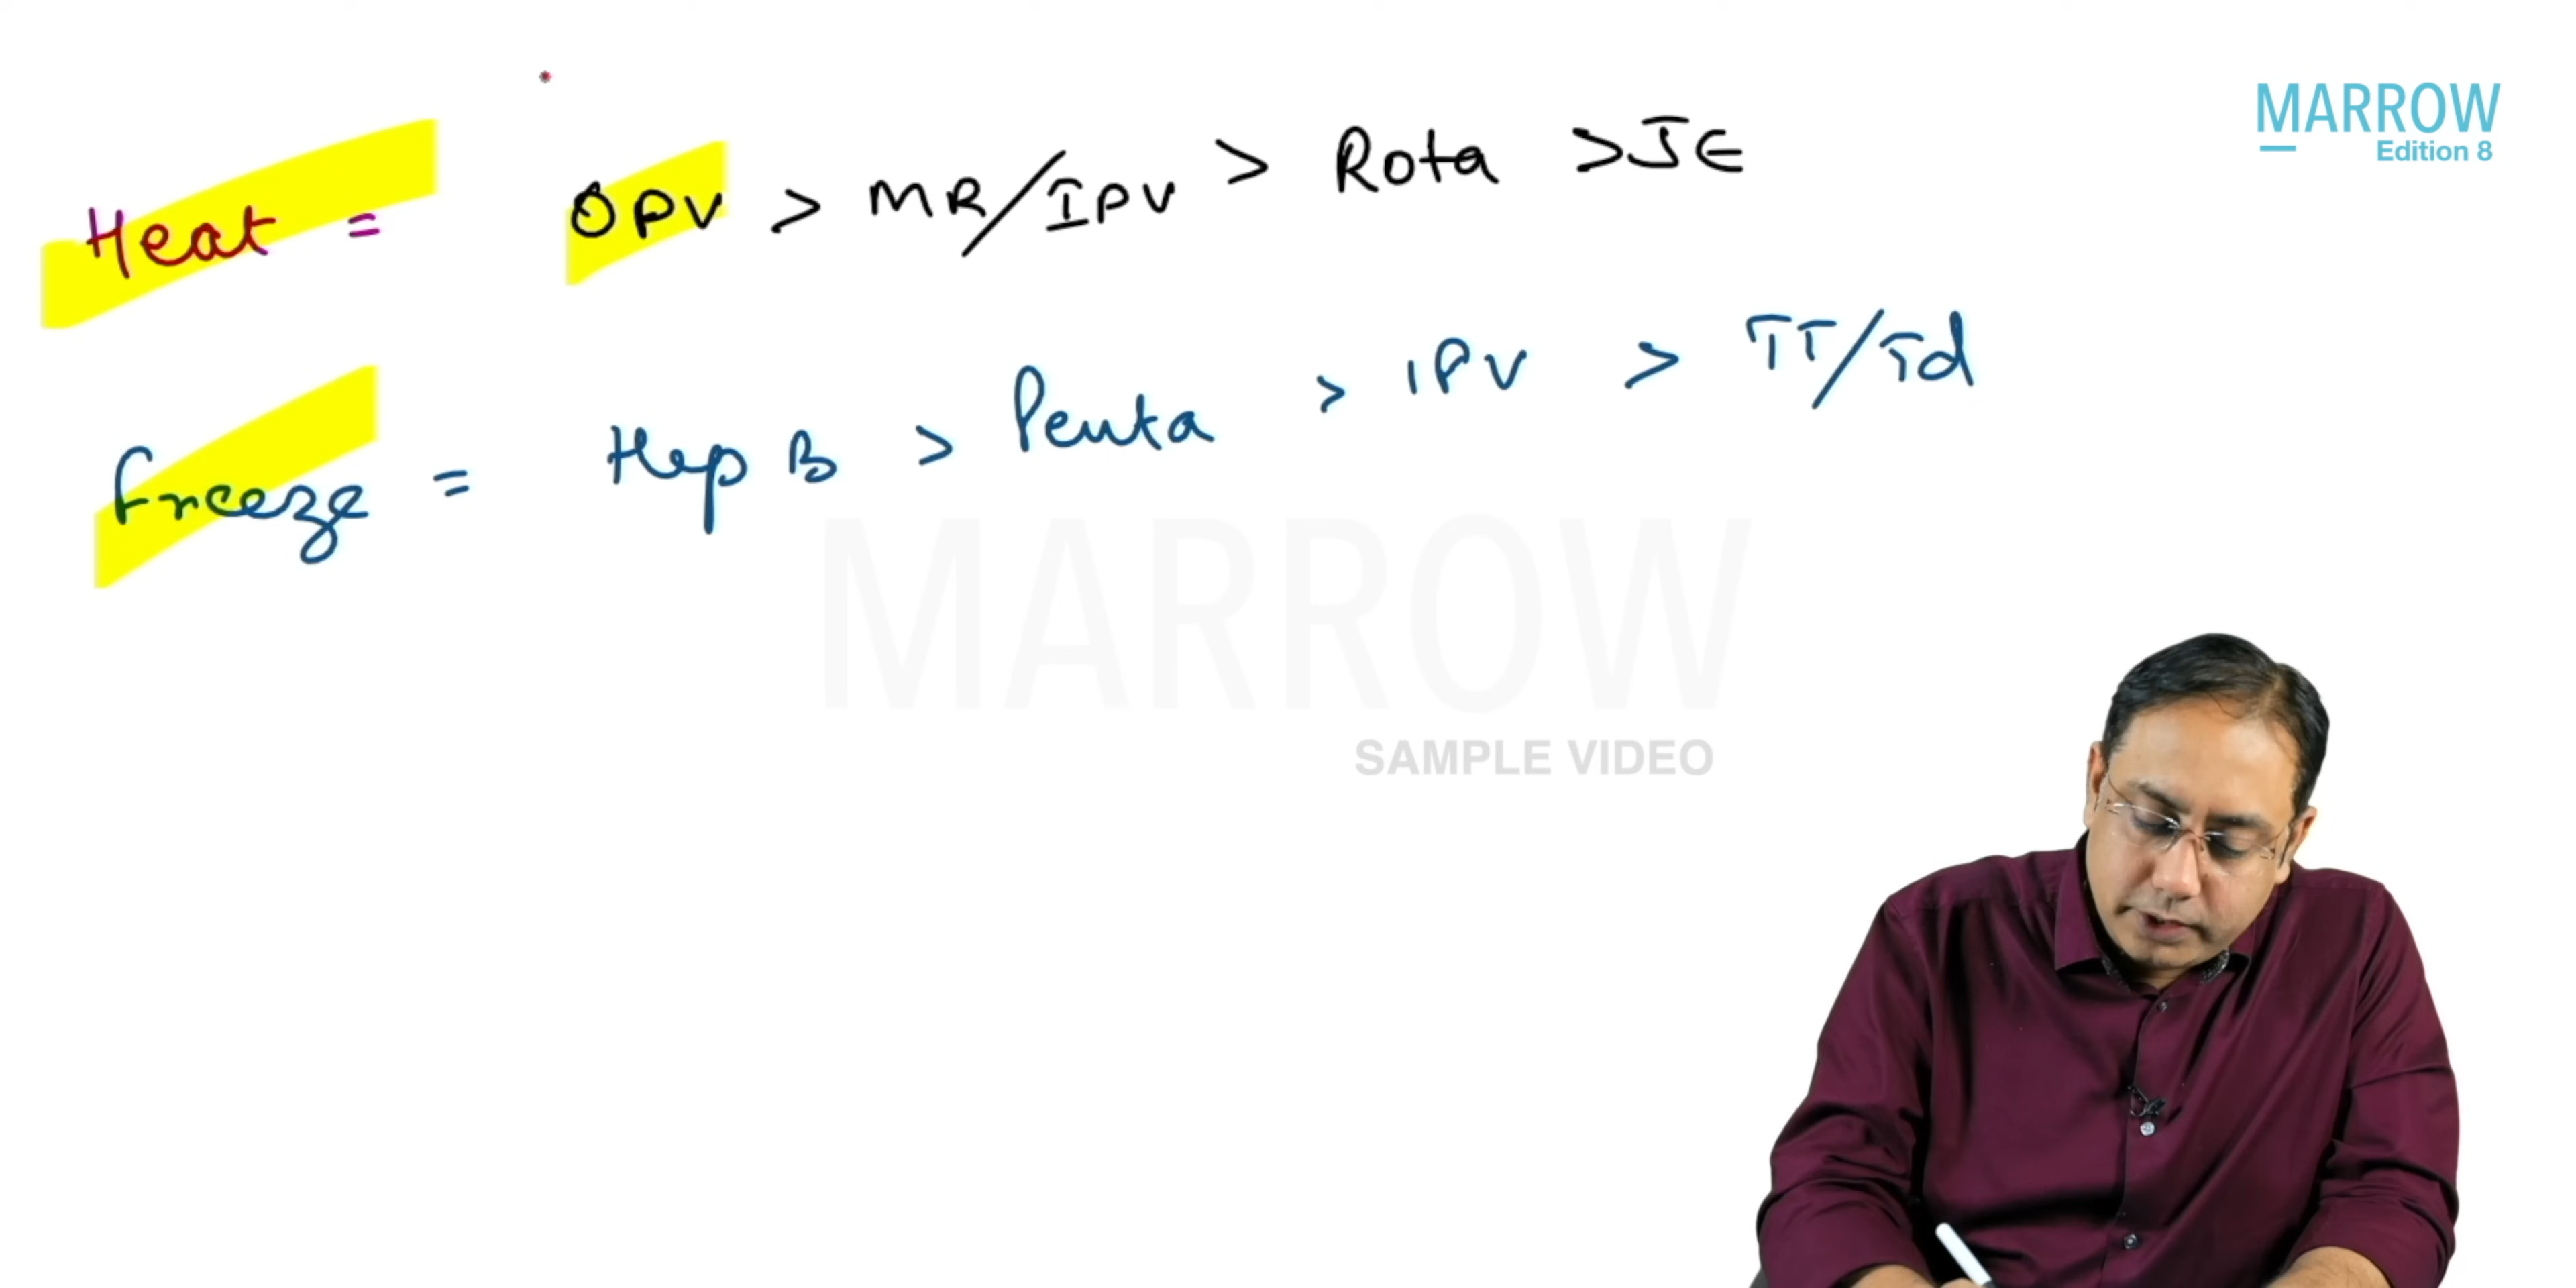 MARROW
Edition 8
Heat = OPV > MR/IPV > Rota > JE
freeze = Hep B > Penta > IPV > TT/Td
MARROW
SAMPLE VIDEO